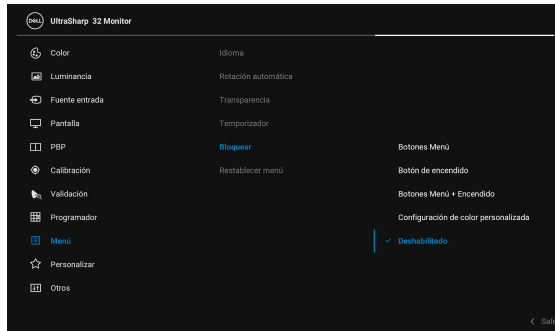 DELL UltraSharp 32 Monitor
Color
Luminancia
Fuente entrada
Pantalla
PBP
Calibración
Validación
Programador
Menú
Personalizar
Otros
Idioma
Rotación automática
Transparencia
Temporizador
Bloquear
Restablecer menú
Botones Menú
Botón de encendido
Botones Menú + Encendido
Configuración de color personalizada
Deshabilitado